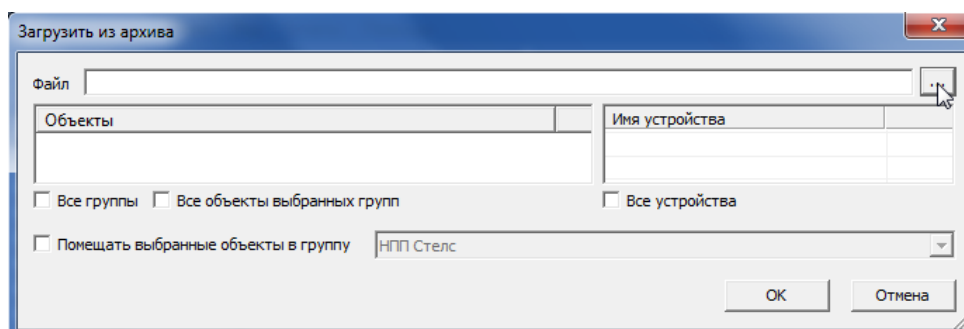 Загрузить из архива
Файл
...
Объекты
Имя устройства
Все группы Все объекты выбранных групп
Все устройства
Помещать выбранные объекты в группу НПП Стелс
OK Отмена